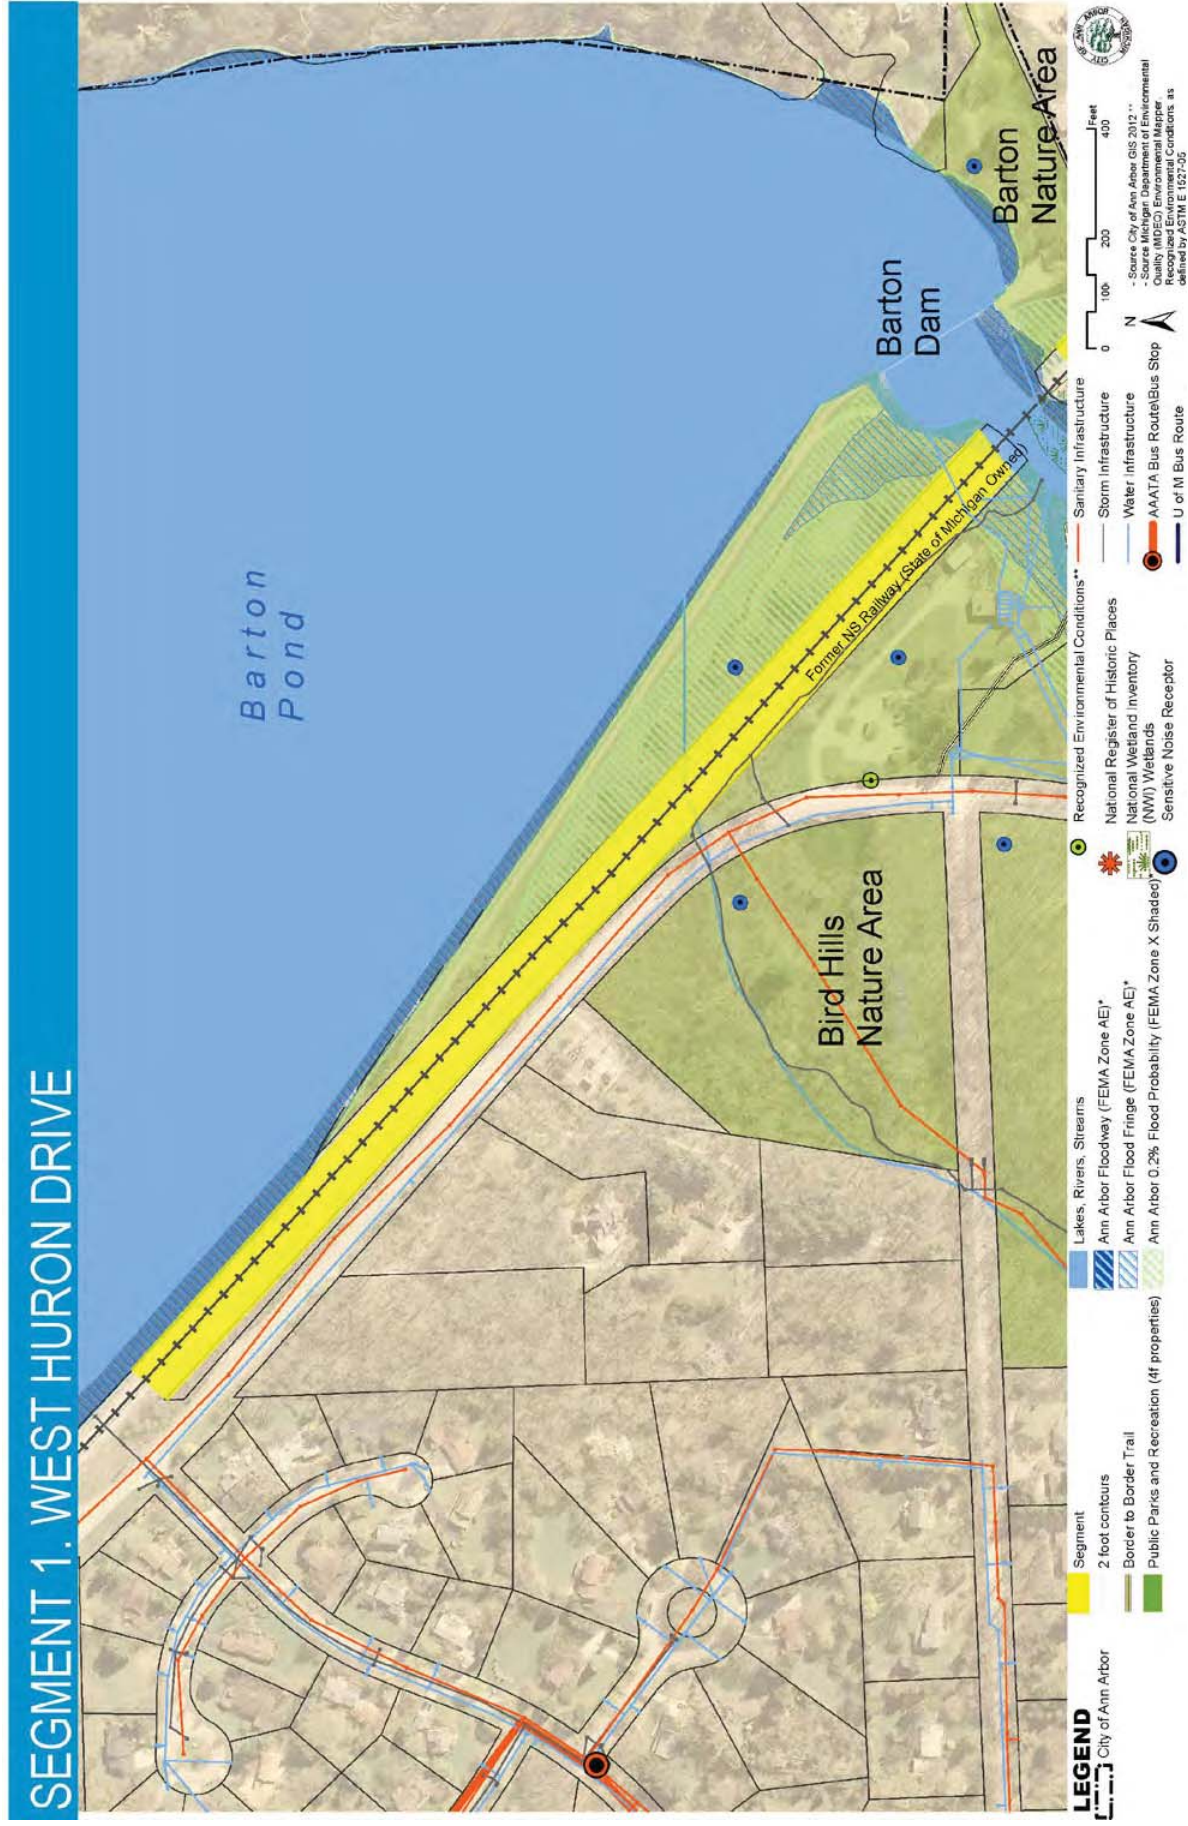 SEGMENT 1. WEST HURON DRIVE
Barton
Pond
Barton
Dam
Barton
Nature Area
Former NS Railway (State of Michigan Owned)
Bird Hills
Nature Area
LEGEND
City of Ann Arbor
Segment
2 foot contours
Border to Border Trail
Public Parks and Recreation (4f properties)
Lakes, Rivers, Streams
Ann Arbor Floodway (FEMA Zone AE)*
Ann Arbor Flood Fringe (FEMA Zone AE)*
Ann Arbor 0.2% Flood Probability (FEMA Zone X Shaded)*
Recognized Environmental Conditions**
National Register of Historic Places
National Wetland Inventory
(NWI) Wetlands
Sensitive Noise Receptor
Sanitary Infrastructure
Storm Infrastructure
Water Infrastructure
AAATA Bus Route\Bus Stop
U of M Bus Route
N
0 100 200 400
Feet
- Source City of Ann Arbor GIS 2012 **
- Source Michigan Department of Environmental
Quality (MDEQ) Environmental Mapper.
Recognized Environmental Conditions, as
defined by ASTM E 1527-05
CITY OF ANN ARBOR